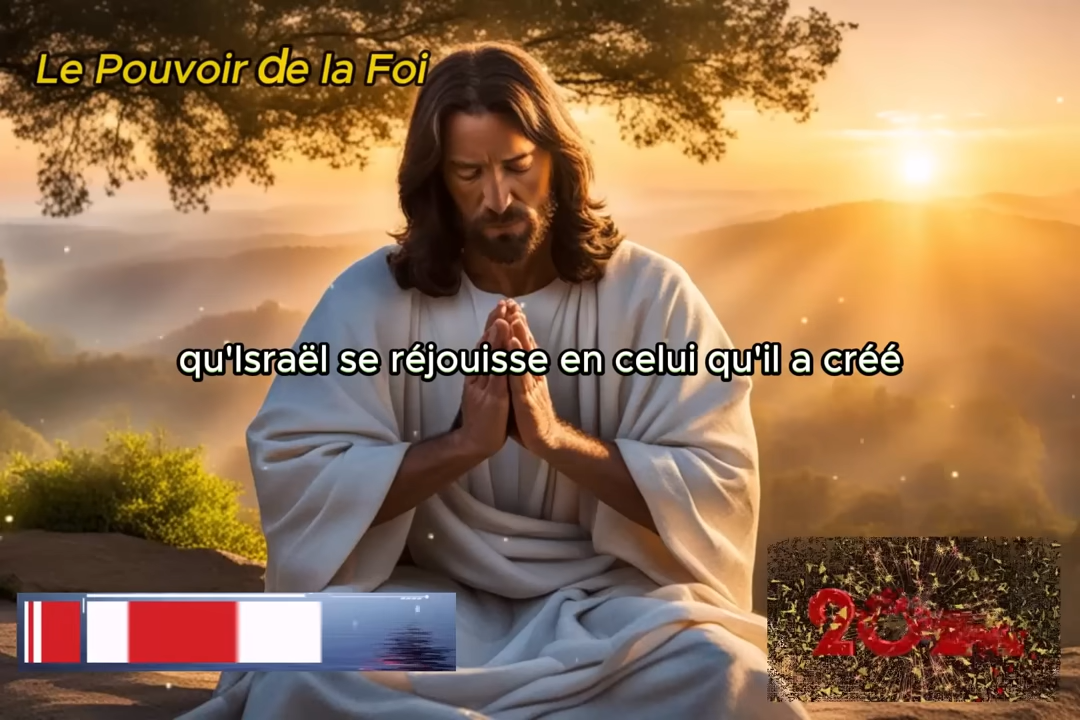 Le Pouvoir de la Foi
qu'Israël se réjouisse en celui qu'il a créé